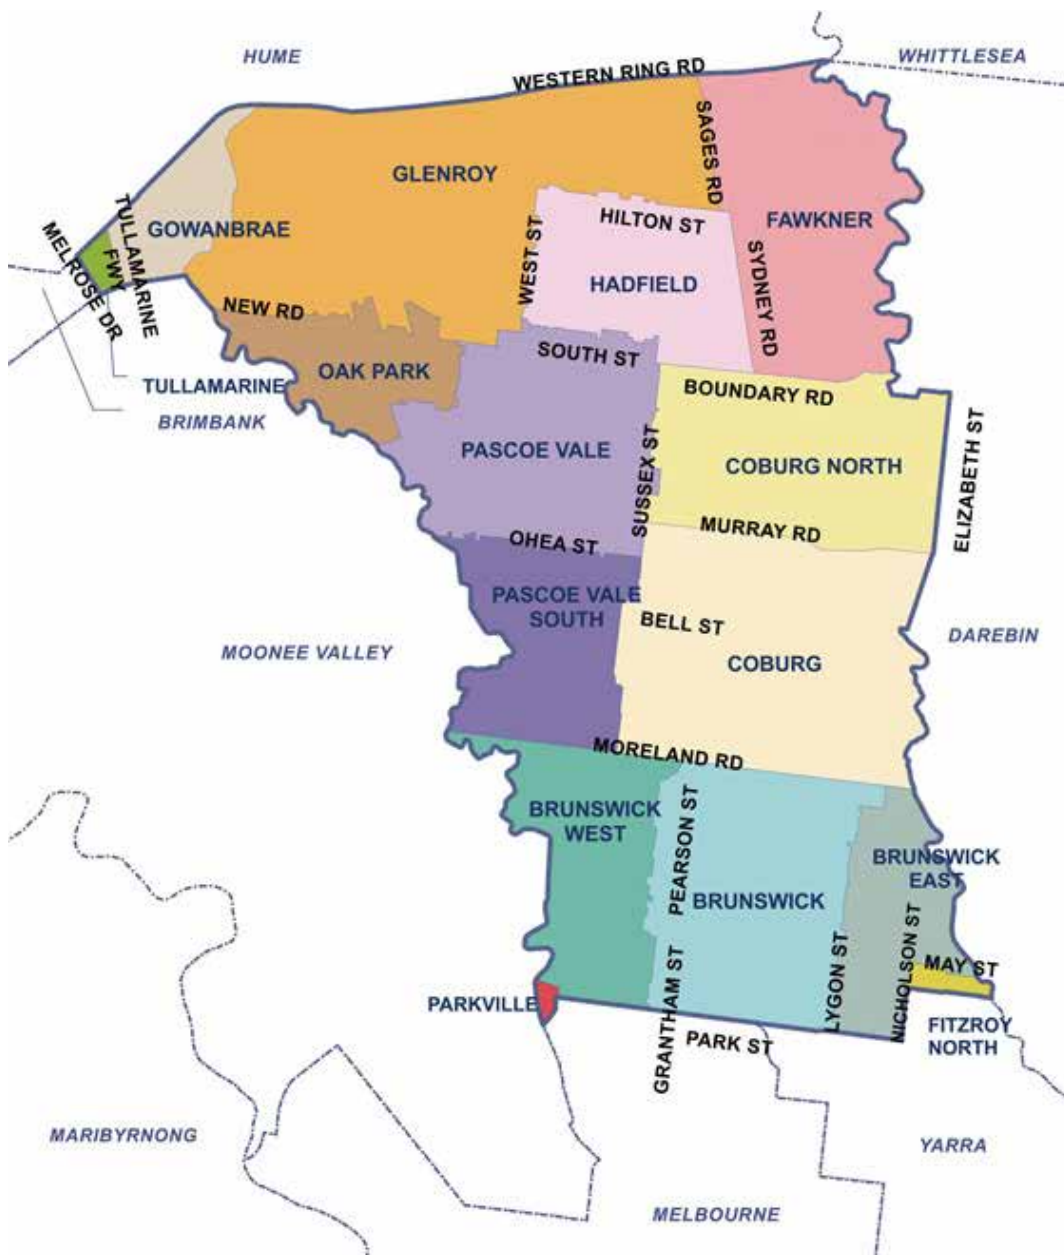 HUME
WHITTLESEA
WESTERN RING RD
SAGES RD
GLENROY
FAWKNER
HILTON ST
GOWANBRAE
TULLAMARINE
FWY
MELROSE DR
WEST ST
SYDNEY RD
HADFIELD
NEW RD
SOUTH ST
OAK PARK
TULLAMARINE
BRIMBANK
BOUNDARY RD
ELIZABETH ST
PASCOE VALE
SUSSEX ST
COBURG NORTH
MURRAY RD
OHEA ST
PASCOE VALE
SOUTH
BELL ST
DAREBIN
MOONEE VALLEY
COBURG
MORELAND RD
BRUNSWICK
WEST
PEARSON ST
BRUNSWICK
EAST
BRUNSWICK
NICHOLSON ST
LYGON ST
MAY ST
PARKVILLE
GRANTHAM ST
PARK ST
FITZROY
NORTH
MARIBYRNONG
YARRA
MELBOURNE